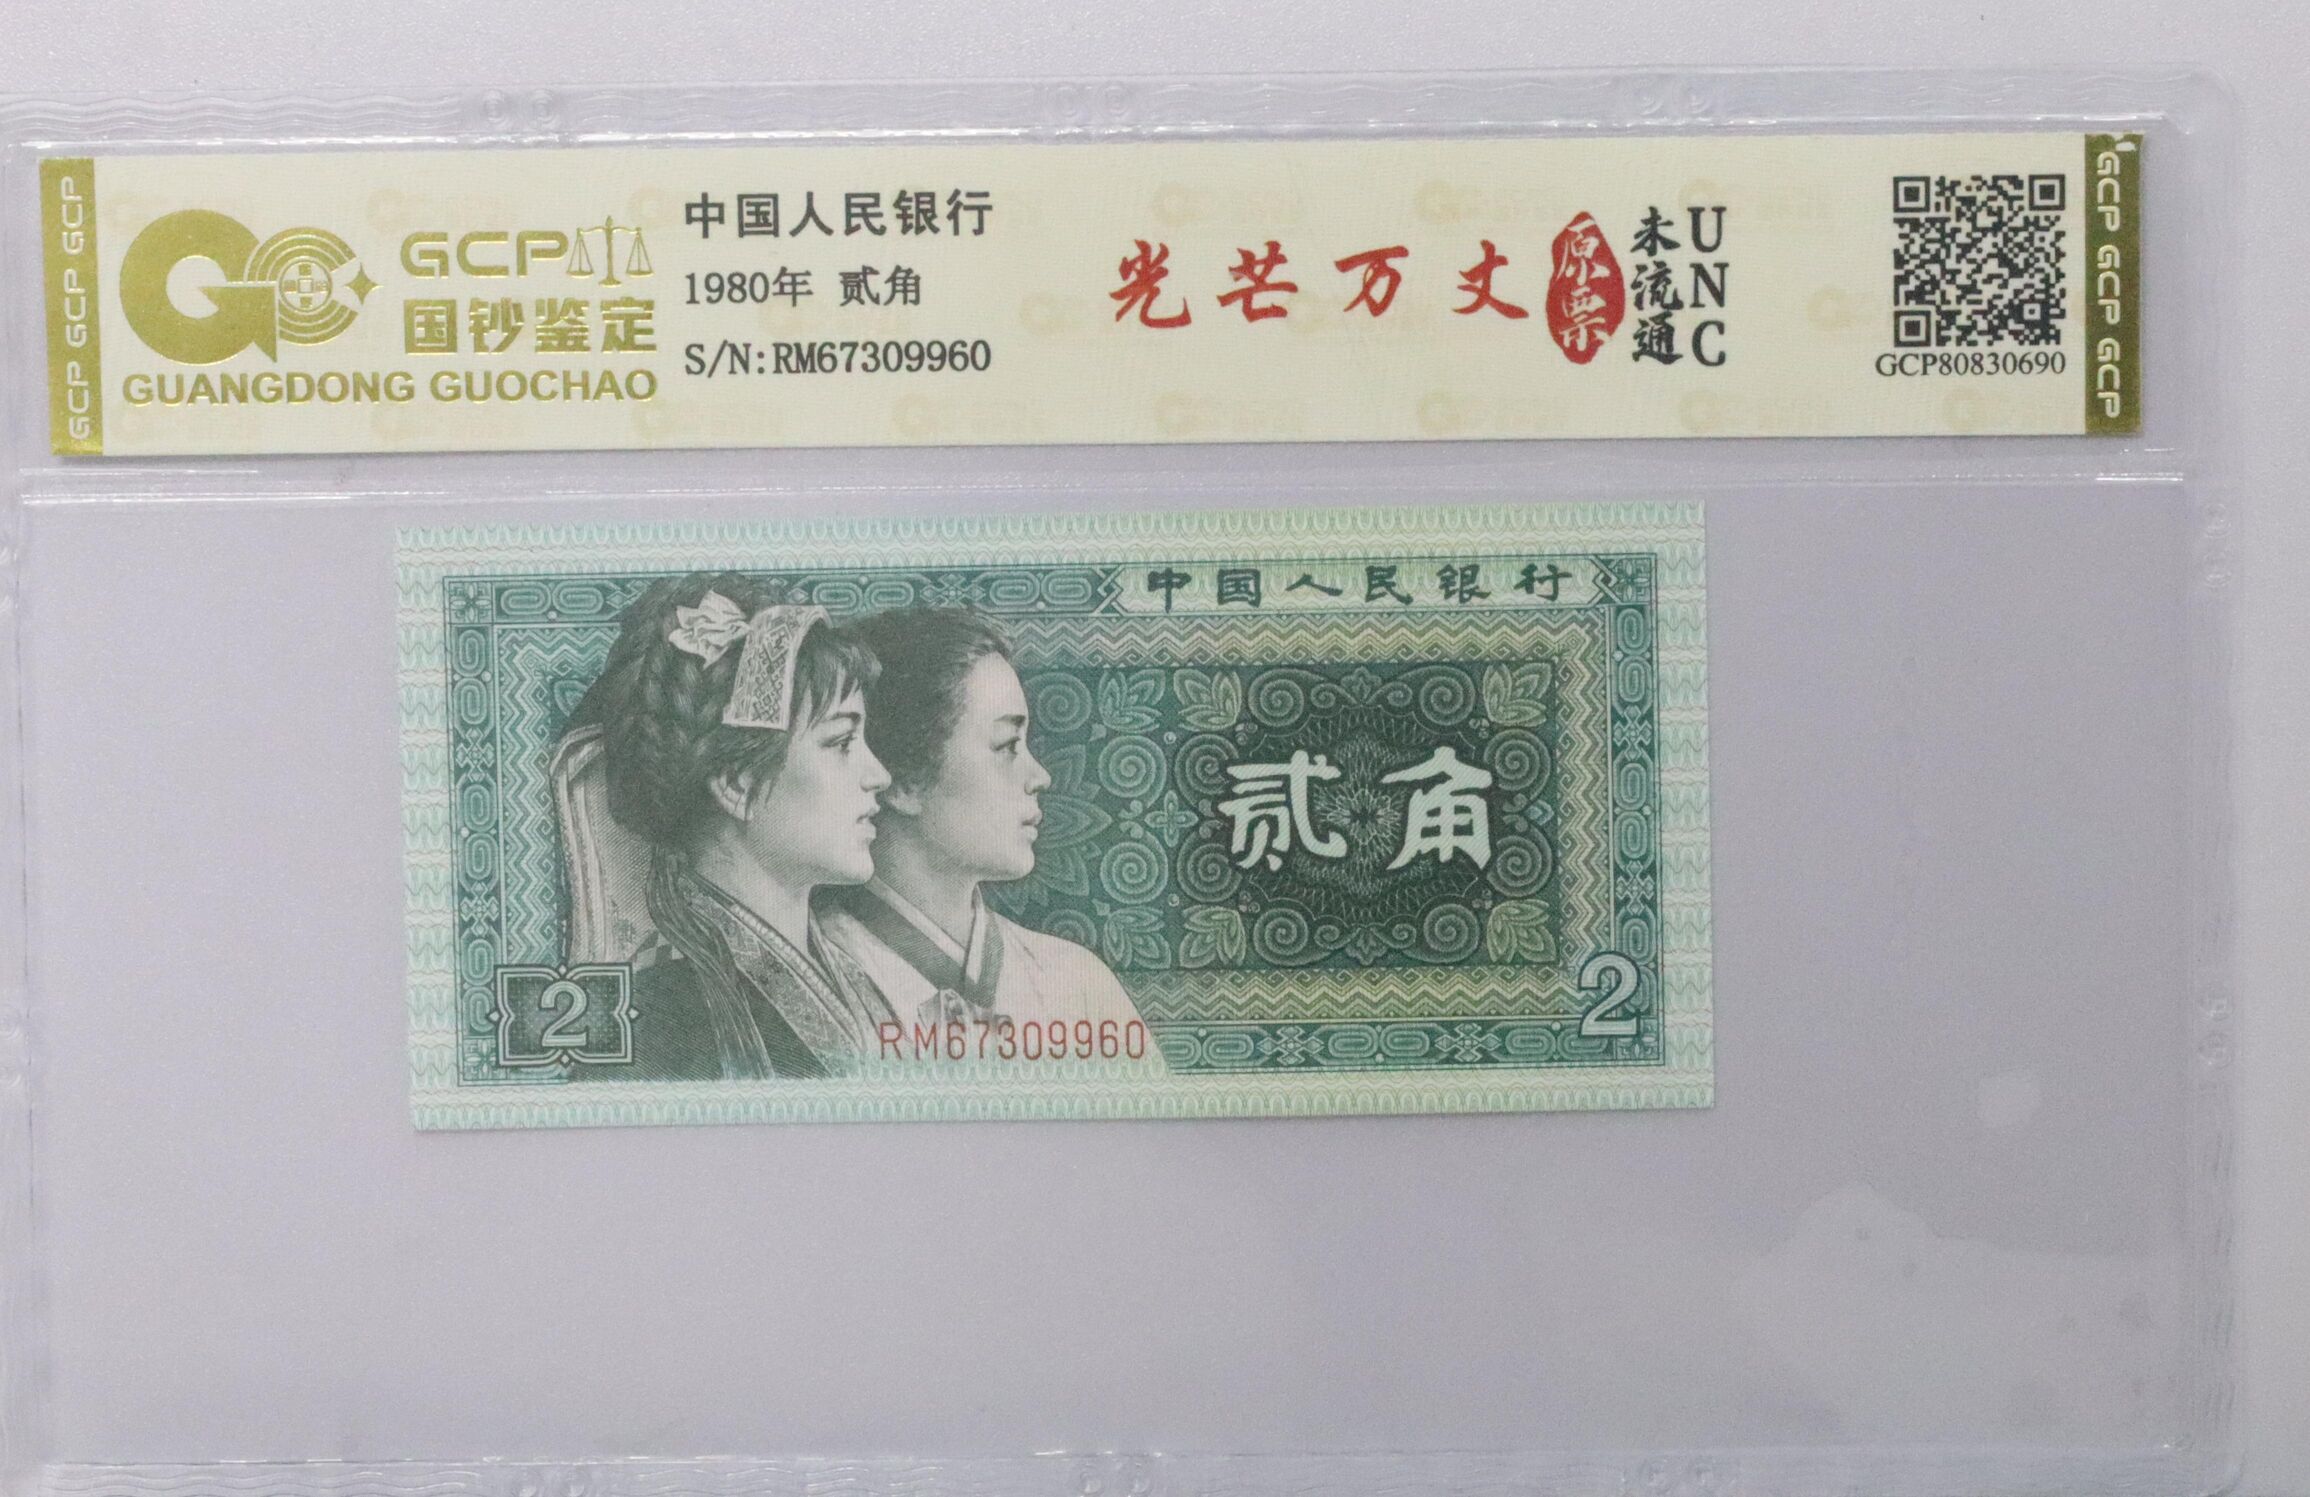 GCP GCP GCP
GCP
国钞鉴定
GUANGDONG GUOCHAO
中国人民银行
1980年 贰角
S/N:RM67309960
光芒万丈
原票
未流通
UNC
GCP80830690
GCP GCP GCP
中国人民银行
贰角
2
2
RM67309960